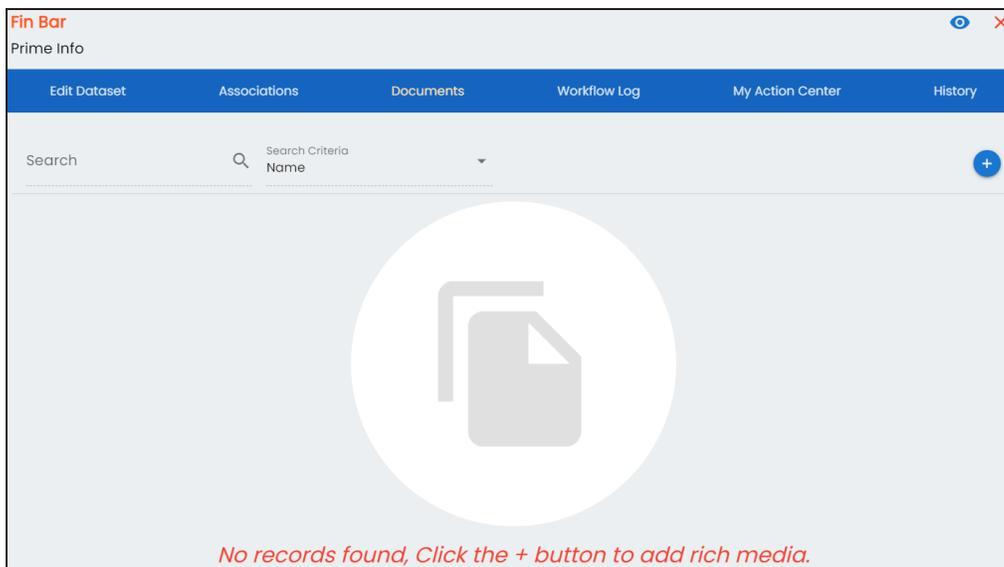 Fin Bar
Prime Info
Edit Dataset Associations Documents Workflow Log My Action Center History
Search
Search Criteria
Name
No records found, Click the + button to add rich media.